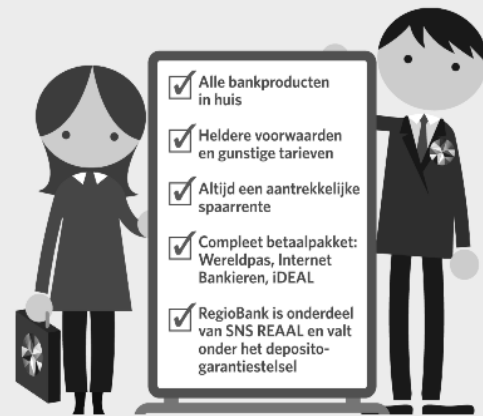 Alle bankproducten
in huis
Heldere voorwaarden
en gunstige tarieven
Altijd een aantrekkelijke
spaarrente
Compleet betaalpakket:
Wereldpas, Internet
Bankieren, iDEAL
RegioBank is onderdeel
van SNS REAAL en valt
onder het deposito-
garantiestelsel